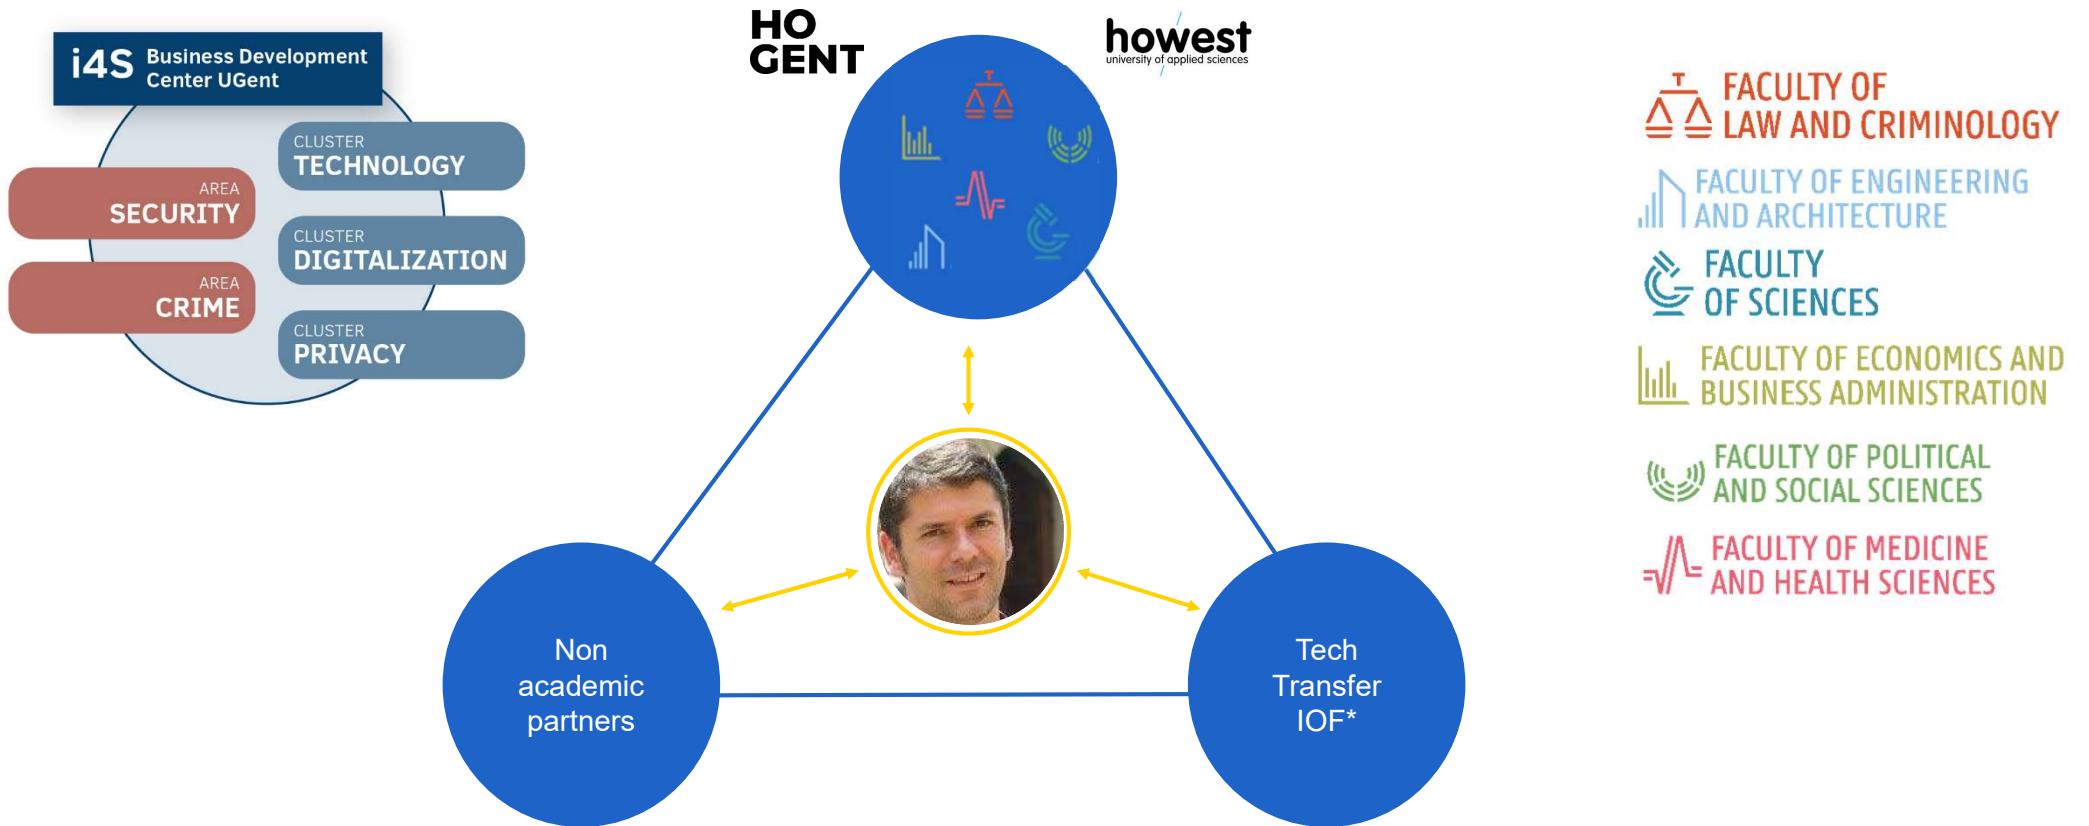 i4S Business Development
Center UGent
CLUSTER
TECHNOLOGY
AREA
SECURITY
CLUSTER
DIGITALIZATION
AREA
CRIME
CLUSTER
PRIVACY
HO
GENT
howest
university of applied sciences
Non
academic
partners
Tech
Transfer
IOF*
FACULTY OF
LAW AND CRIMINOLOGY
FACULTY OF ENGINEERING
AND ARCHITECTURE
FACULTY
OF SCIENCES
FACULTY OF ECONOMICS AND
BUSINESS ADMINISTRATION
FACULTY OF POLITICAL
AND SOCIAL SCIENCES
FACULTY OF MEDICINE
AND HEALTH SCIENCES